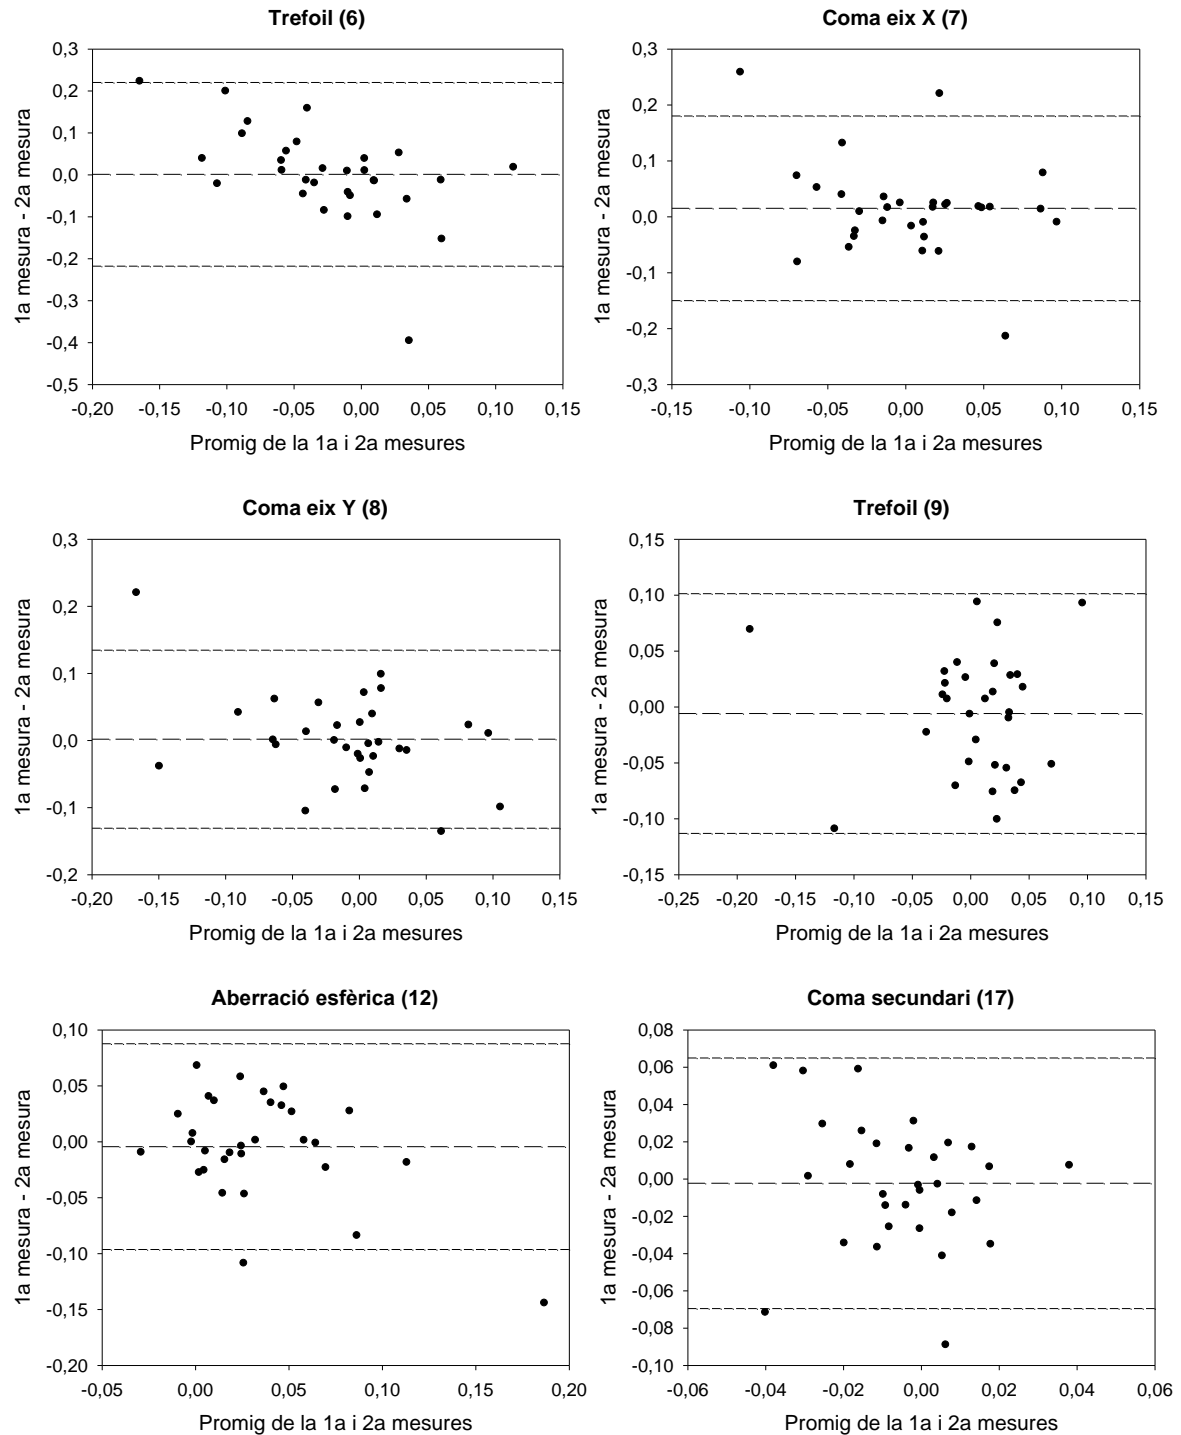 Trefoil (6)
0,3
0,2
0,1
0,0
-0,1
-0,2
-0,3
-0,4
-0,5
1a mesura - 2a mesura
-0,20 -0,15 -0,10 -0,05 0,00 0,05 0,10 0,15
Promig de la 1a i 2a mesures
Coma eix X (7)
0,3
0,2
0,1
0,0
-0,1
-0,2
-0,3
1a mesura - 2a mesura
-0,15 -0,10 -0,05 0,00 0,05 0,10 0,15
Promig de la 1a i 2a mesures
Coma eix Y (8)
0,3
0,2
0,1
0,0
-0,1
-0,2
1a mesura - 2a mesura
-0,20 -0,15 -0,10 -0,05 0,00 0,05 0,10 0,15
Promig de la 1a i 2a mesures
Trefoil (9)
0,15
0,10
0,05
0,00
-0,05
-0,10
-0,15
1a mesura - 2a mesura
-0,25 -0,20 -0,15 -0,10 -0,05 0,00 0,05 0,10 0,15
Promig de la 1a i 2a mesures
Aberració esfèrica (12)
0,10
0,05
0,00
-0,05
-0,10
-0,15
-0,20
1a mesura - 2a mesura
-0,05 0,00 0,05 0,10 0,15 0,20
Promig de la 1a i 2a mesures
Coma secundari (17)
0,08
0,06
0,04
0,02
0,00
-0,02
-0,04
-0,06
-0,08
-0,10
1a mesura - 2a mesura
-0,06 -0,04 -0,02 0,00 0,02 0,04 0,06
Promig de la 1a i 2a mesures